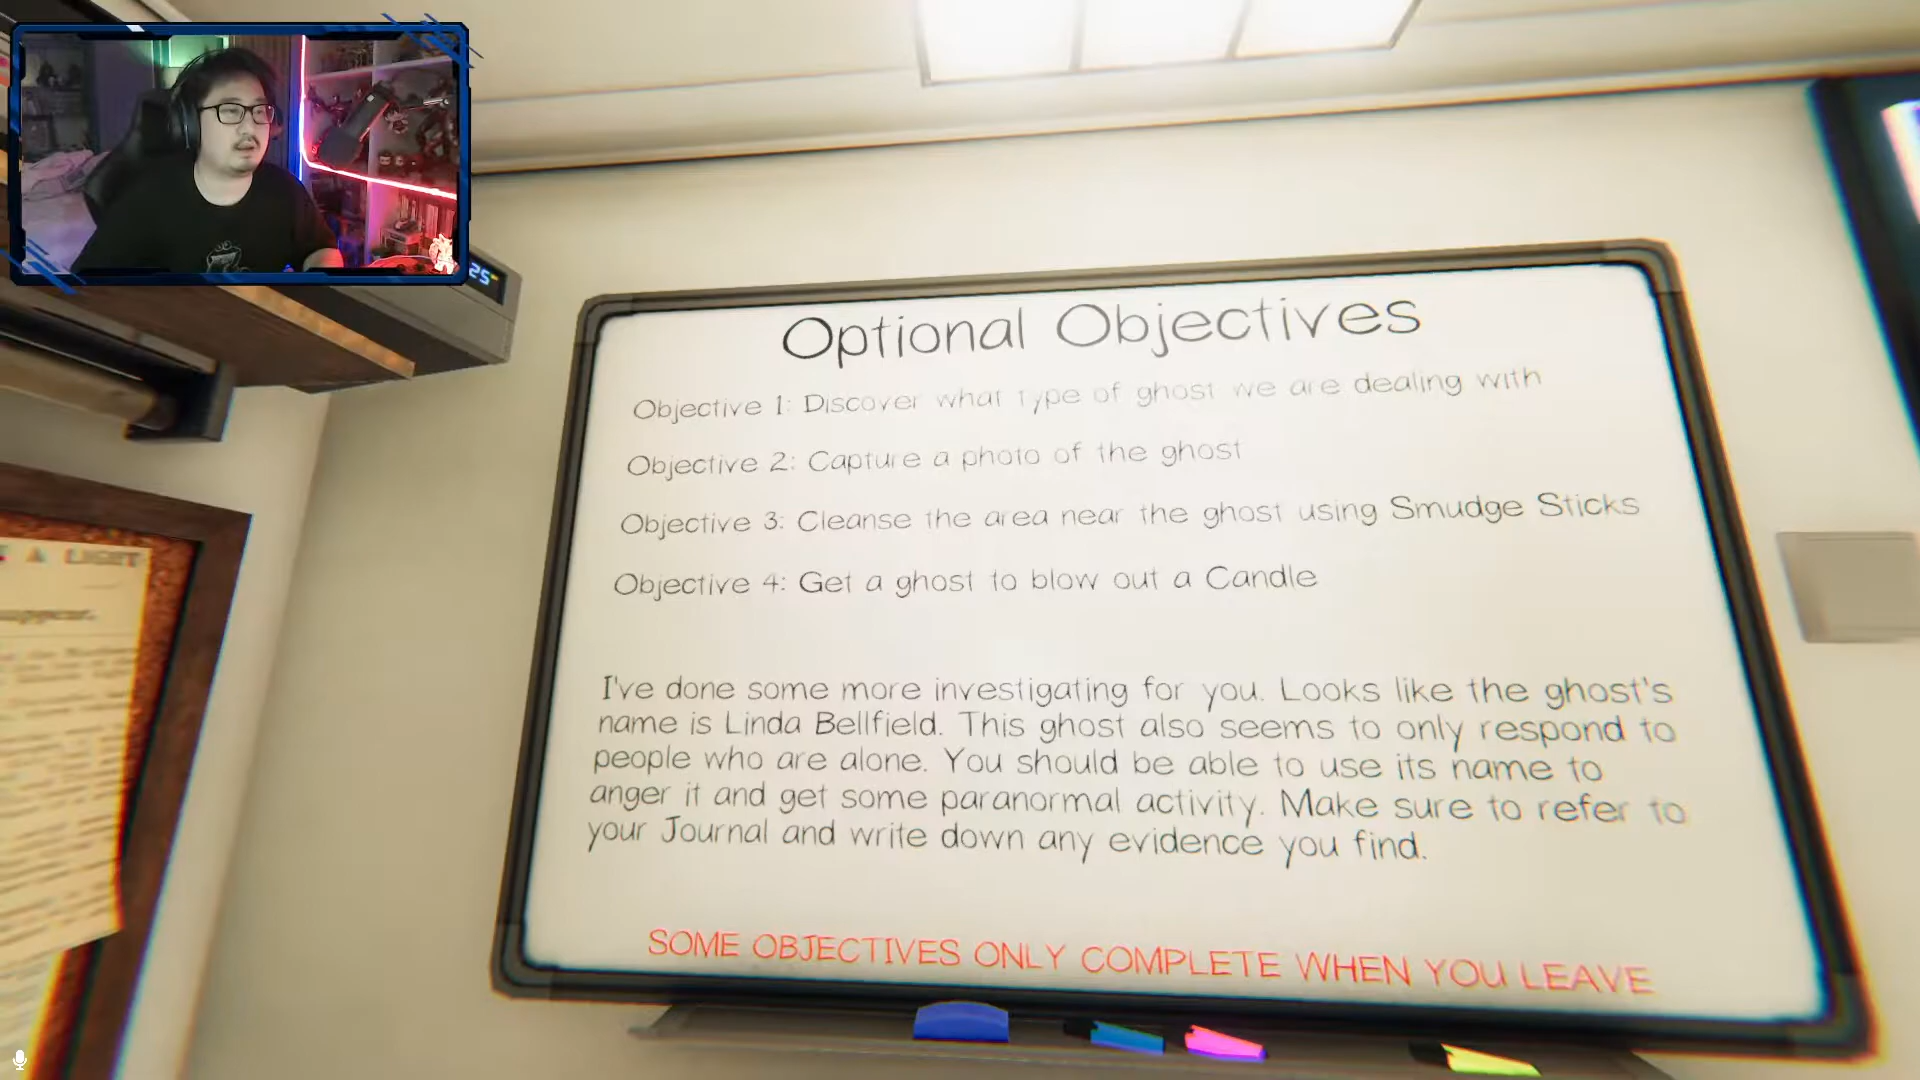 25
Optional Objectives
Objective 1: Discover what type of ghost we are dealing with
Objective 2: Capture a photo of the ghost
Objective 3: Cleanse the area near the ghost using Smudge Sticks
Objective 4: Get a ghost to blow out a Candle
A LIGHT
I've done some more investigating for you. Looks like the ghost's
name is Linda Bellfield. This ghost also seems to only respond to
people who are alone. You should be able to use its name to
anger it and get some paranormal activity. Make sure to refer to
your Journal and write down any evidence you find.
SOME OBJECTIVES ONLY COMPLETE WHEN YOU LEAVE